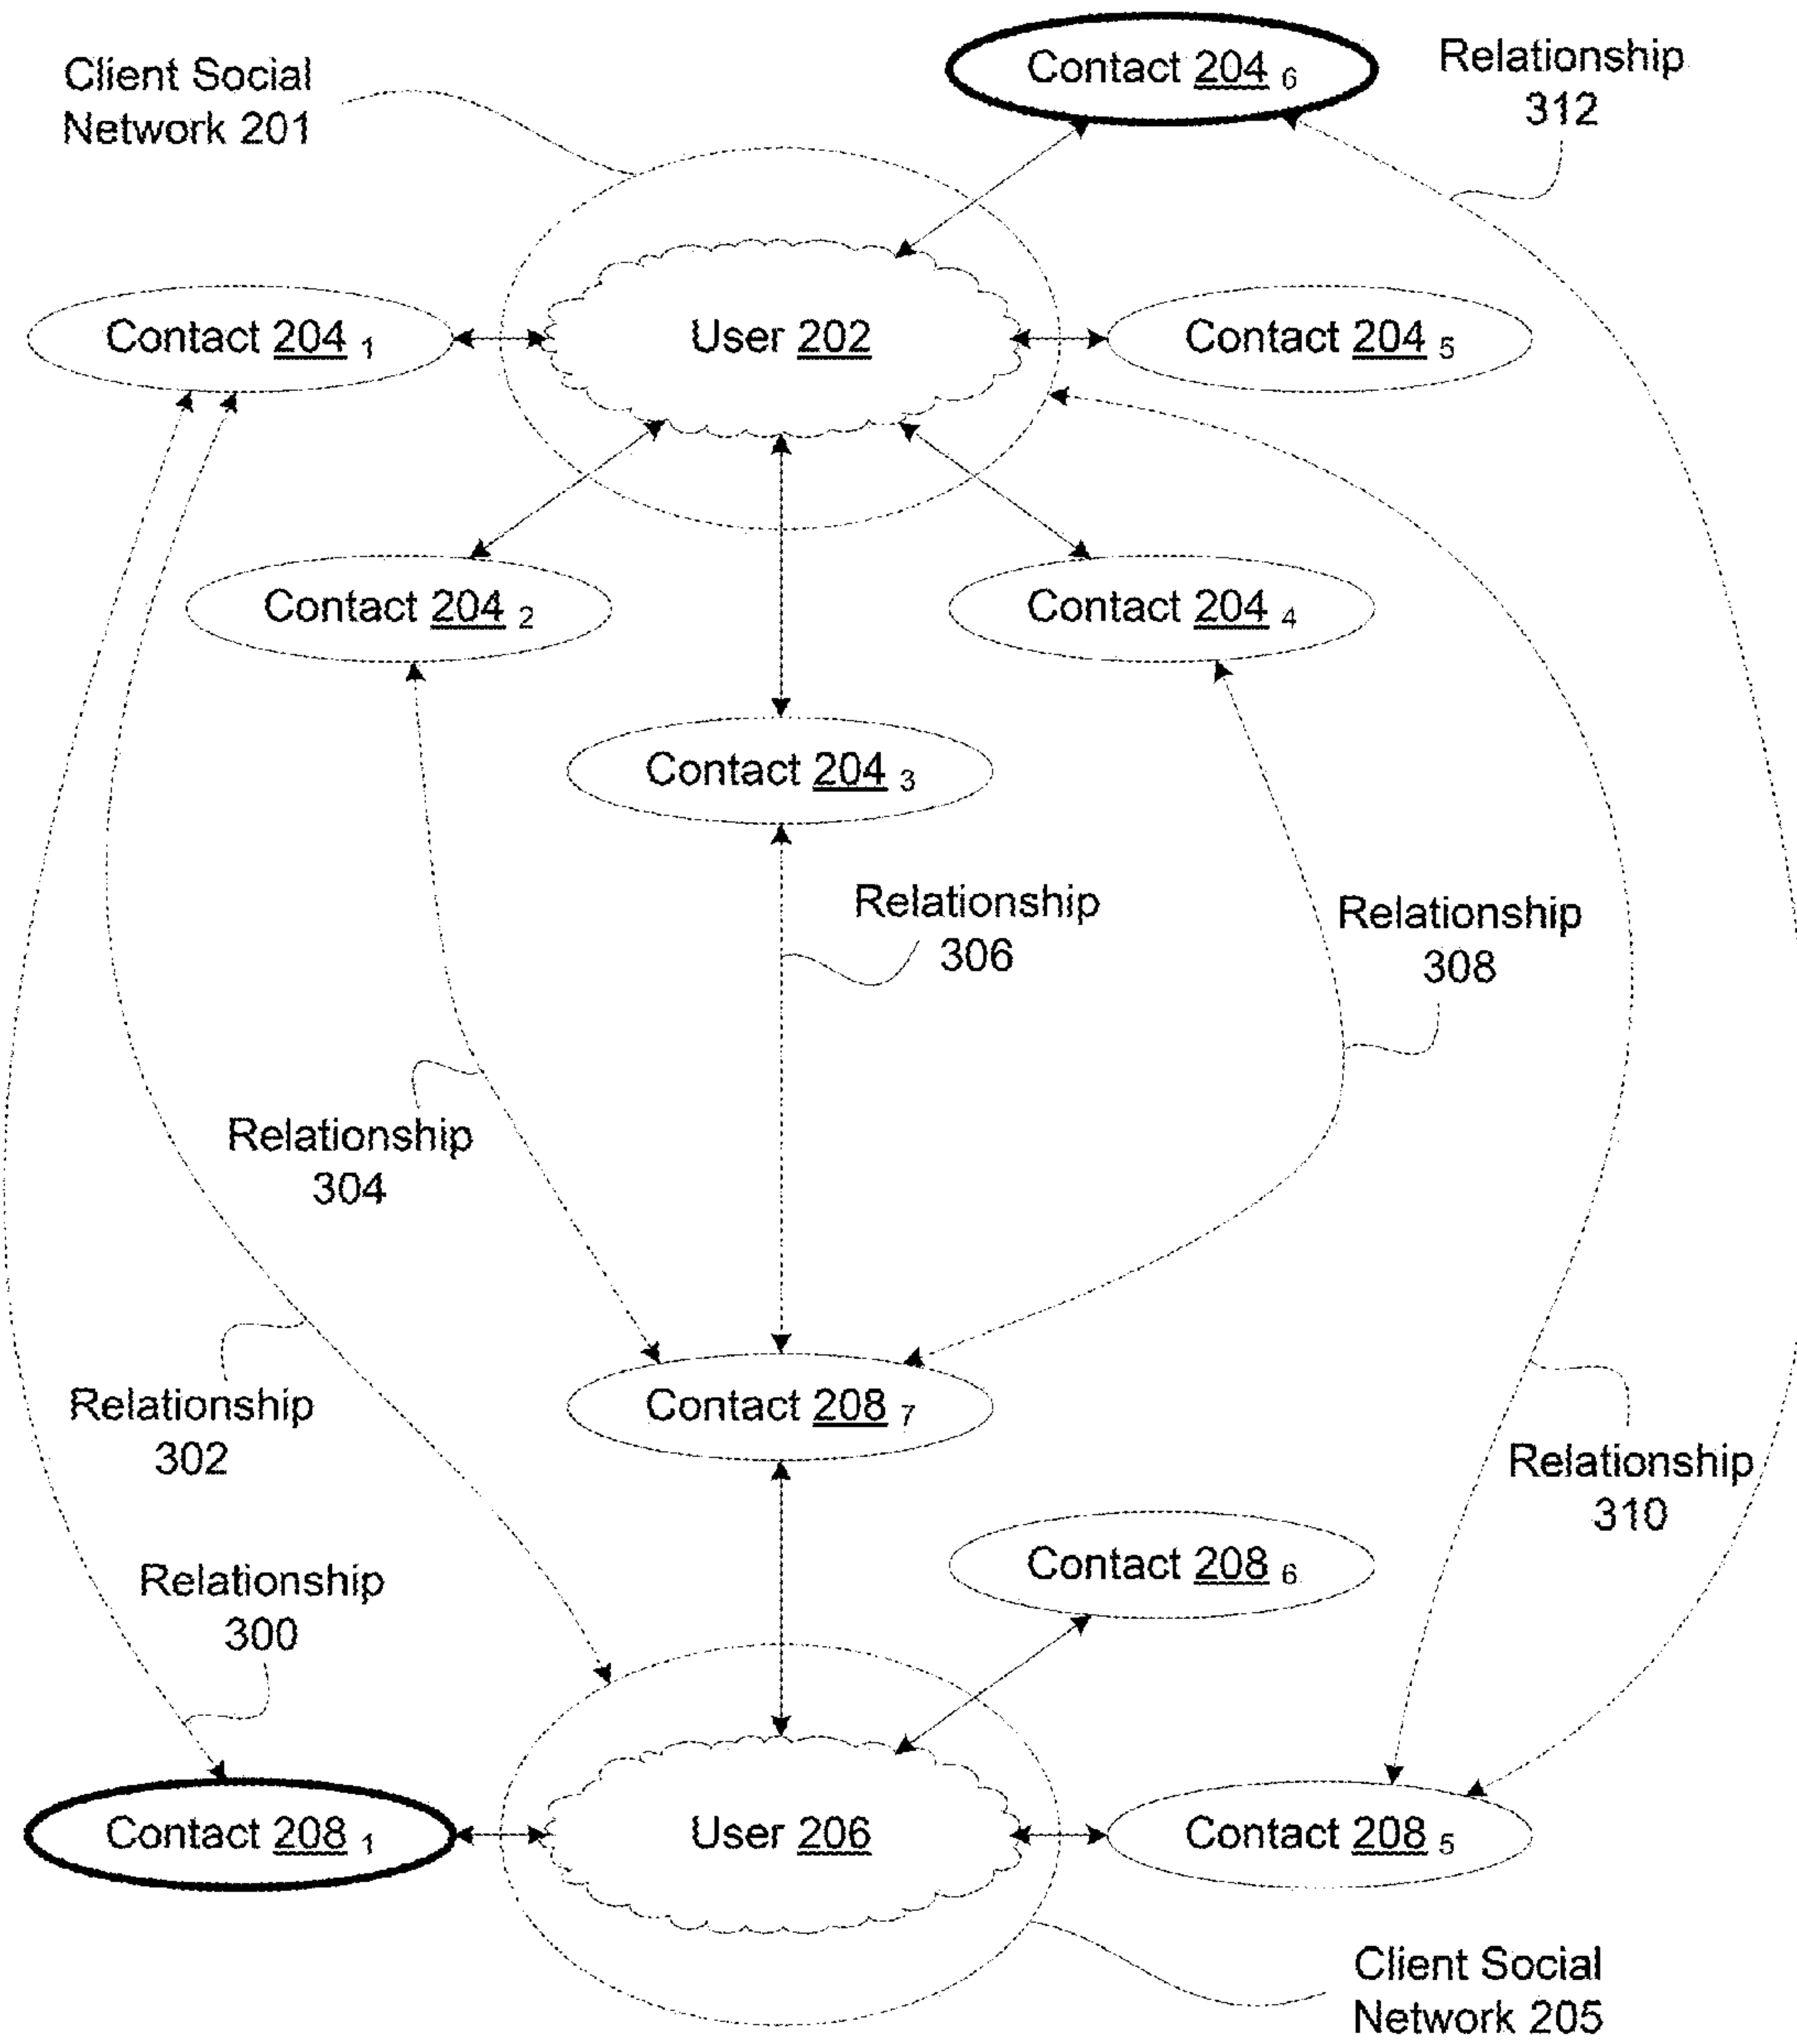 Client Social
Network 201
Contact 204 6
Relationship
312
Contact 204 1
User 202
Contact 204 5
Contact 204 2
Contact 204 4
Contact 204 3
Relationship
306
Relationship
308
Relationship
304
Relationship
302
Contact 208 7
Relationship
310
Relationship
300
Contact 208 6
Contact 208 1
User 206
Contact 208 5
Client Social
Network 205